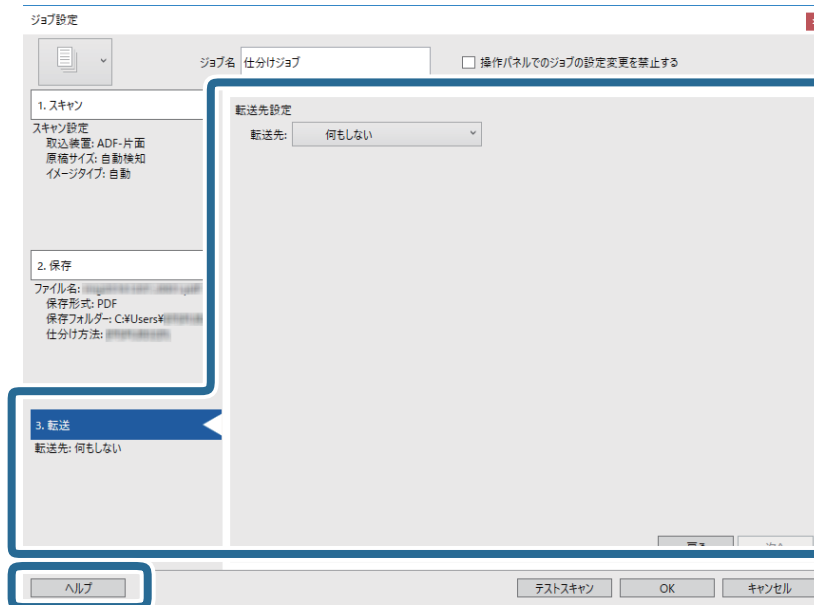 ジョブ設定
ジョブ名 仕分けジョブ
操作パネルでのジョブの設定変更を禁止する
1. スキャン
スキャン設定
取込装置: ADF-片面
原稿サイズ: 自動検知
イメージタイプ: 自動
転送先設定
転送先: 何もしない
2. 保存
ファイル名:
保存形式: PDF
保存フォルダー: C:¥Users¥
仕分け方法:
3. 転送
転送先: 何もしない
ヘルプ
テストスキャン
OK
キャンセル